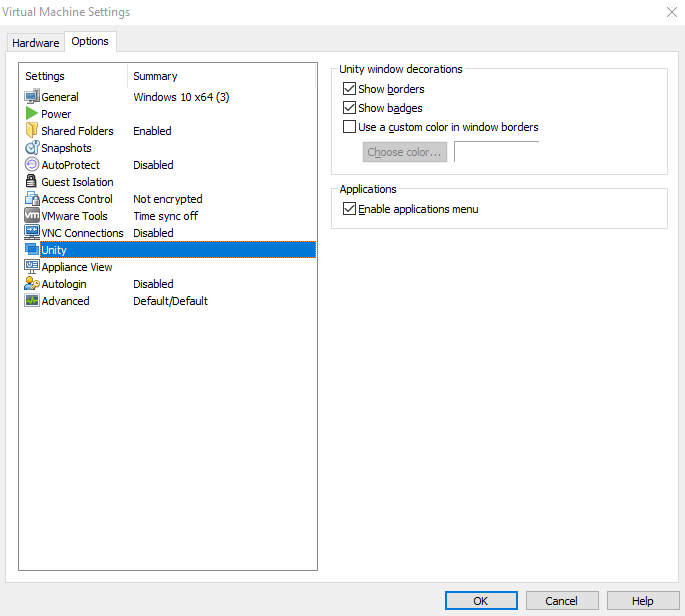 Virtual Machine Settings
Hardware Options
Settings Summary
General Windows 10 x64 (3)
Power
Shared Folders Enabled
Snapshots
AutoProtect Disabled
Guest Isolation
Access Control Not encrypted
vm VMware Tools Time sync off
VNC Connections Disabled
Unity
Appliance View
Autologin Disabled
Advanced Default/Default
Unity window decorations
Show borders
Show badges
Use a custom color in window borders
Choose color...
Applications
Enable applications menu
OK Cancel Help